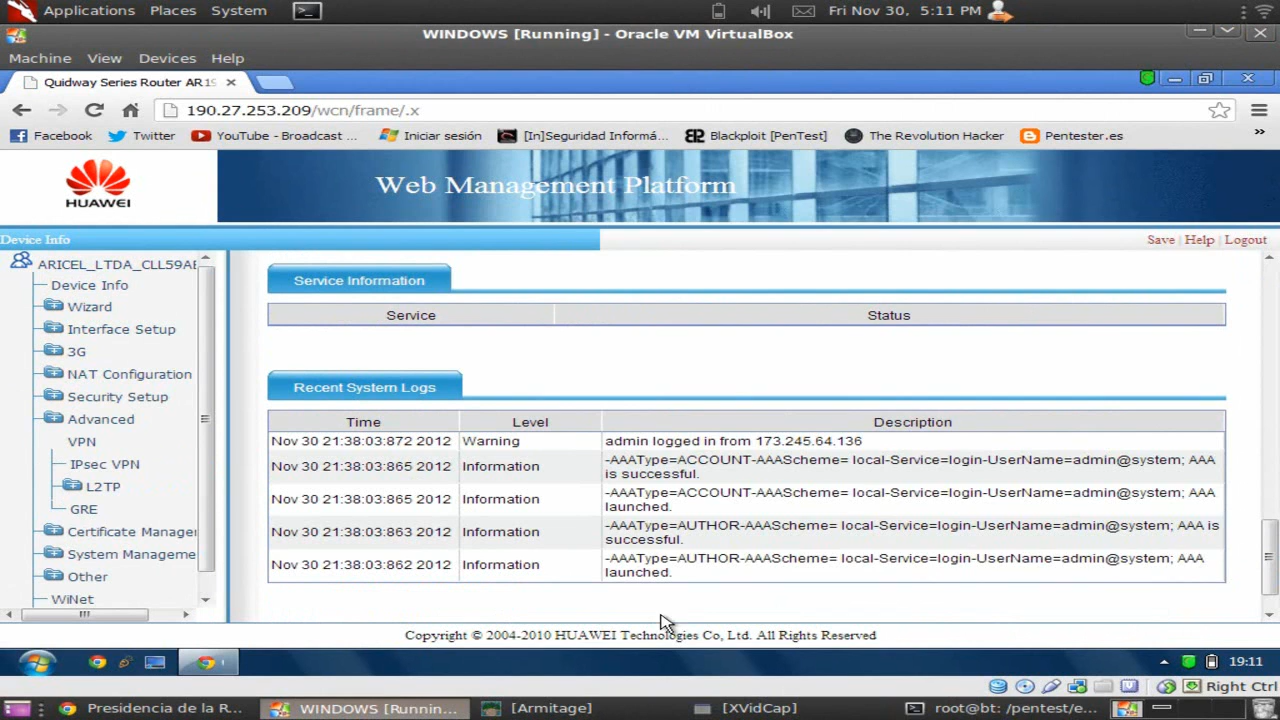 Applications Places System Fri Nov 30, 5:11 PM
WINDOWS [Running] - Oracle VM VirtualBox
Machine View Devices Help
Quidway Series Router AR19
190.27.253.209/wcn/frame/.x
Facebook Twitter YouTube - Broadcast ... Iniciar sesión [In]Seguridad Informá... Blackploit [PenTest] The Revolution Hacker Pentester.es »
HUAWEI
Web Management Platform
Device Info Save | Help | Logout
ARICEL_LTDA_CLL59AE
Device Info
Wizard
Interface Setup
3G
NAT Configuration
Security Setup
Advanced
VPN
IPsec VPN
L2TP
GRE
Certificate Manager
System Manageme
Other
WiNet
Service Information
Service Status
Recent System Logs
Time Level Description
Nov 30 21:38:03:872 2012 Warning admin logged in from 173.245.64.136
Nov 30 21:38:03:865 2012 Information -AAAType=ACCOUNT-AAAScheme= local-Service=login-UserName=admin@system; AAA
is successful.
Nov 30 21:38:03:865 2012 Information -AAAType=ACCOUNT-AAAScheme= local-Service=login-UserName=admin@system; AAA
launched.
Nov 30 21:38:03:863 2012 Information -AAAType=AUTHOR-AAAScheme= local-Service=login-UserName=admin@system; AAA is
successful.
Nov 30 21:38:03:862 2012 Information -AAAType=AUTHOR-AAAScheme= local-Service=login-UserName=admin@system; AAA
launched.
Copyright © 2004-2010 HUAWEI Technologies Co, Ltd. All Rights Reserved
19:11
Right Ctrl
Presidencia de la R... WINDOWS [Runnin... [Armitage] [XVidCap] root@bt: /pentest/e...